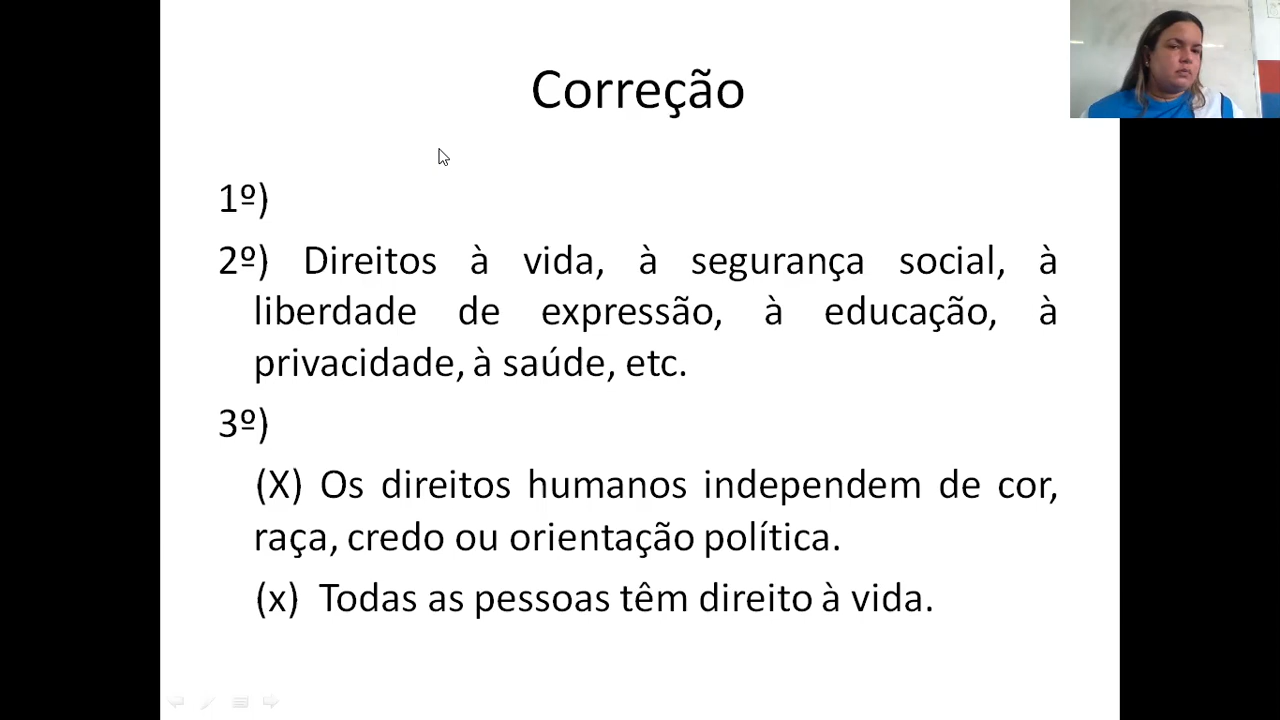 Correção
1º)
2º) Direitos à vida, à segurança social, à
liberdade de expressão, à educação, à
privacidade, à saúde, etc.
3º)
(X) Os direitos humanos independem de cor,
raça, credo ou orientação política.
(x) Todas as pessoas têm direito à vida.